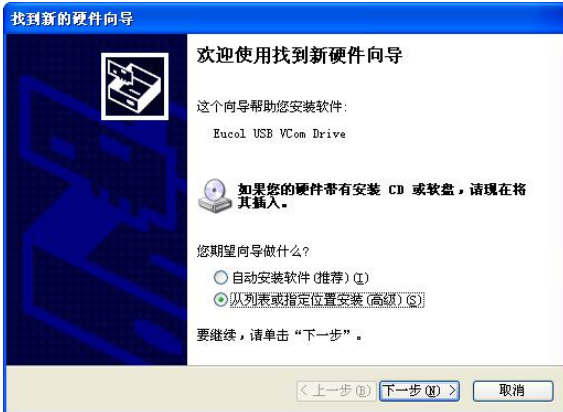 找到新的硬件向导
欢迎使用找到新硬件向导
这个向导帮助您安装软件:
Eucol USB VCom Drive
如果您的硬件带有安装 CD 或软盘，请现在将
其插入。
您期望向导做什么?
自动安装软件(推荐)(I)
从列表或指定位置安装(高级)(S)
要继续，请单击“下一步”。
< 上一步(B) 下一步(N) > 取消